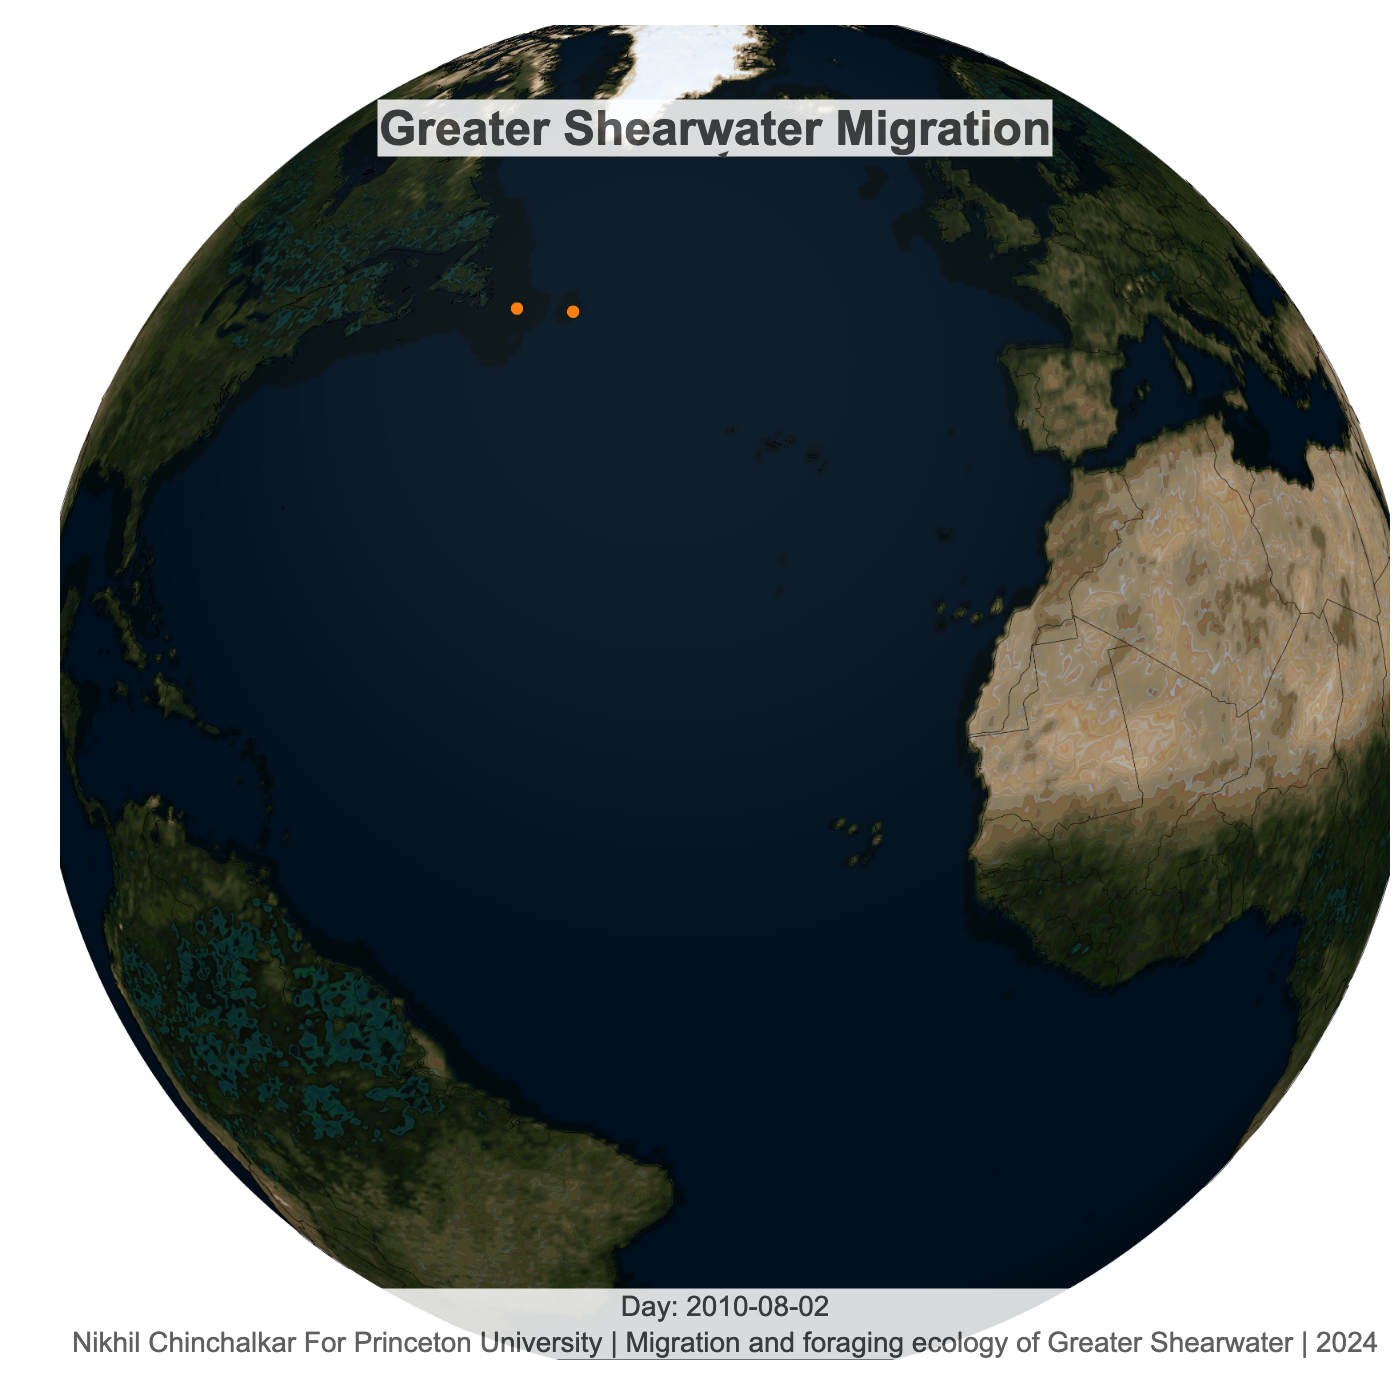 Greater Shearwater Migration
Day: 2010-08-02
Nikhil Chinchalkar For Princeton University | Migration and foraging ecology of Greater Shearwater | 2024